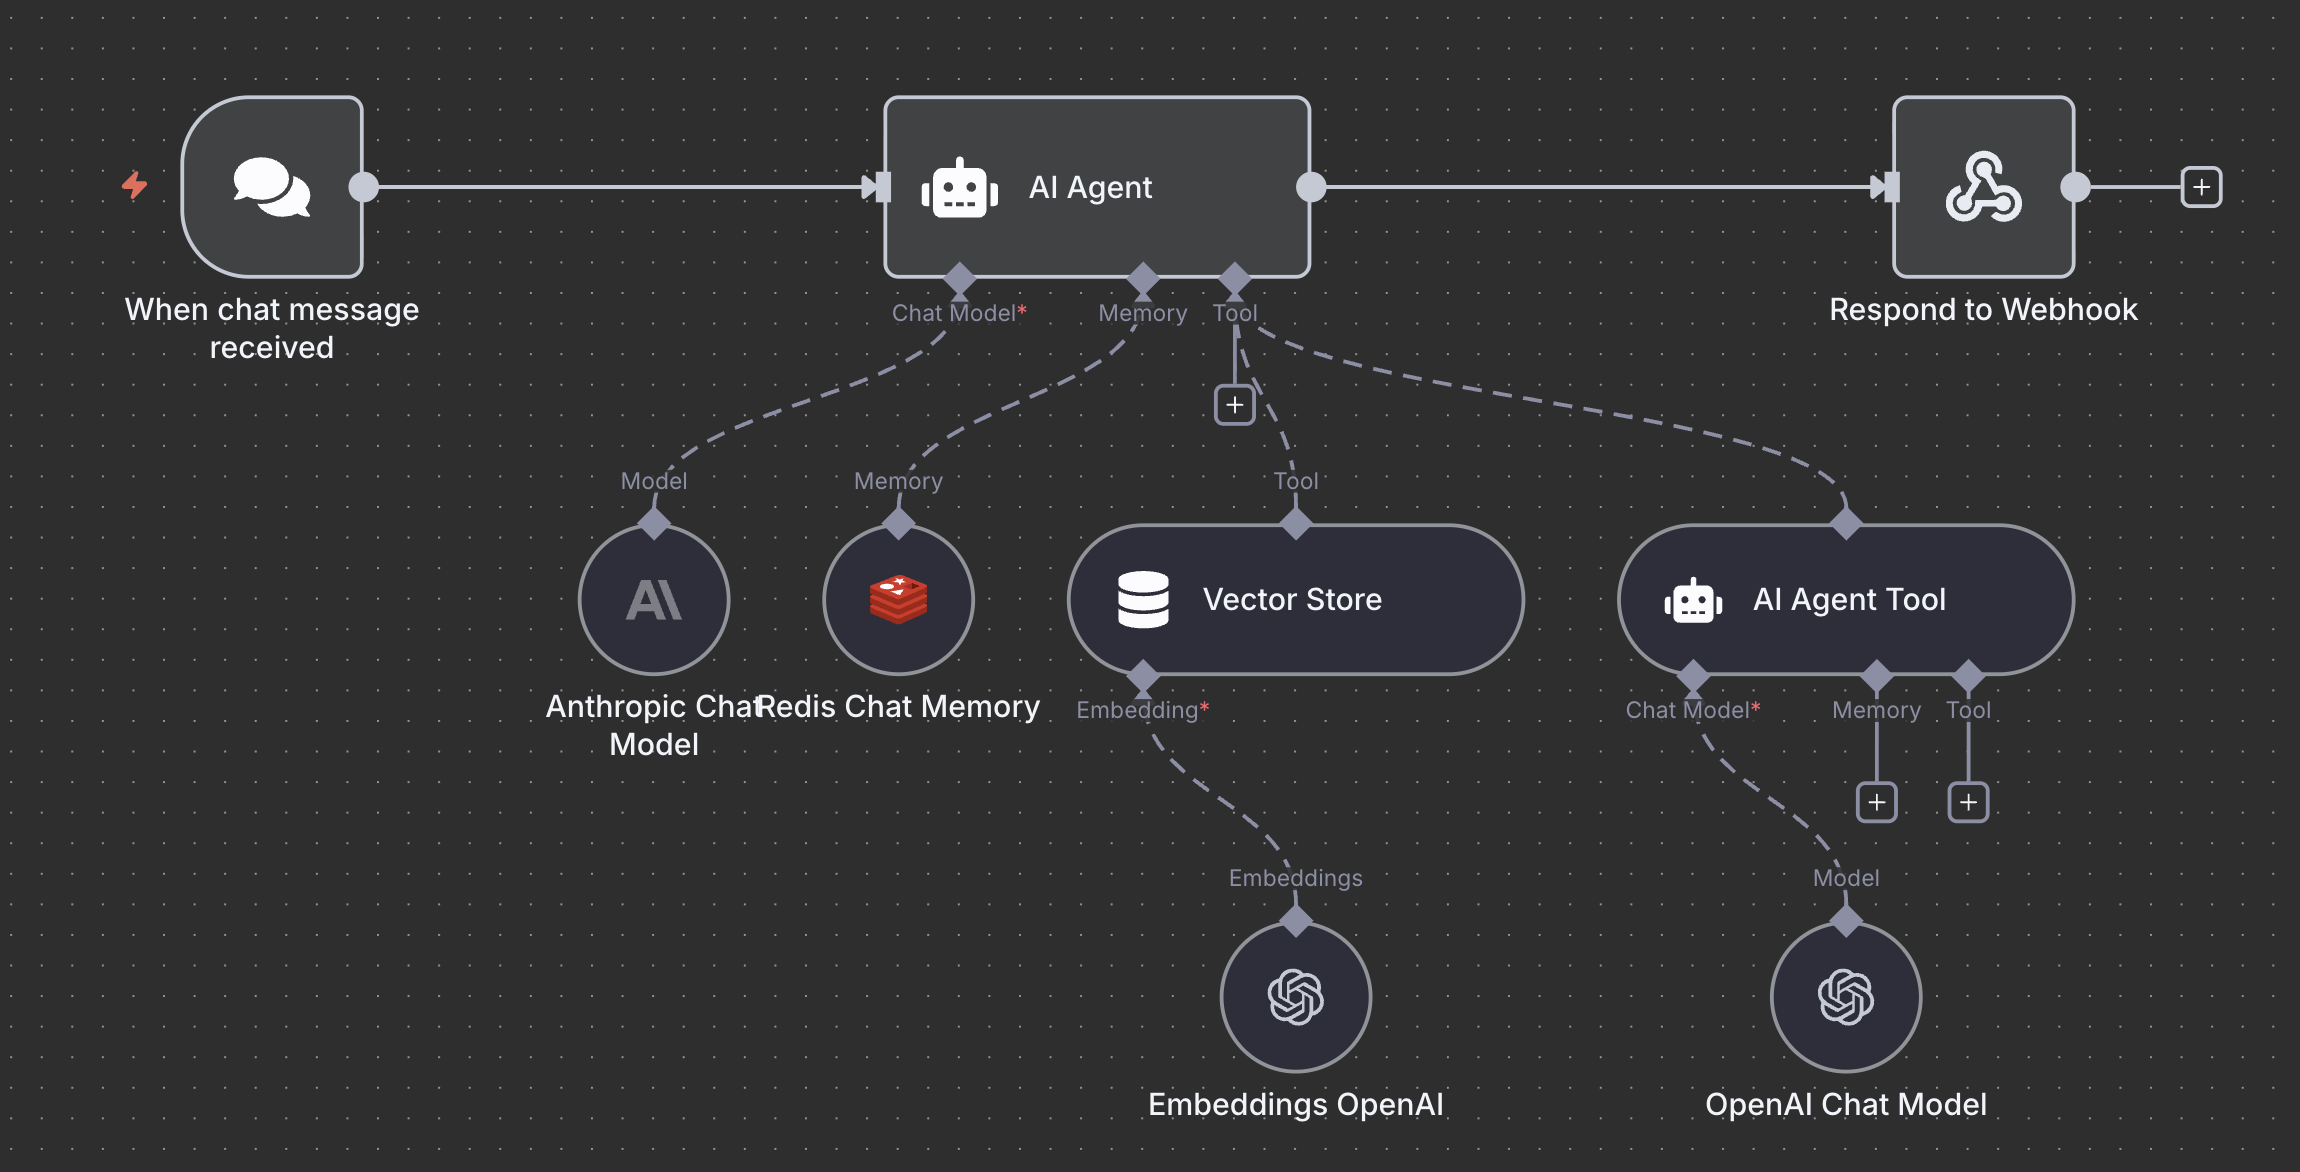 AI Agent
When chat message
received
Chat Model*
Memory
Tool
Respond to Webhook
Model
Memory
Tool
Vector Store
AI Agent Tool
Anthropic Chat
Model
Redis Chat Memory
Embedding*
Chat Model*
Memory
Tool
Embeddings
Model
Embeddings OpenAI
OpenAI Chat Model